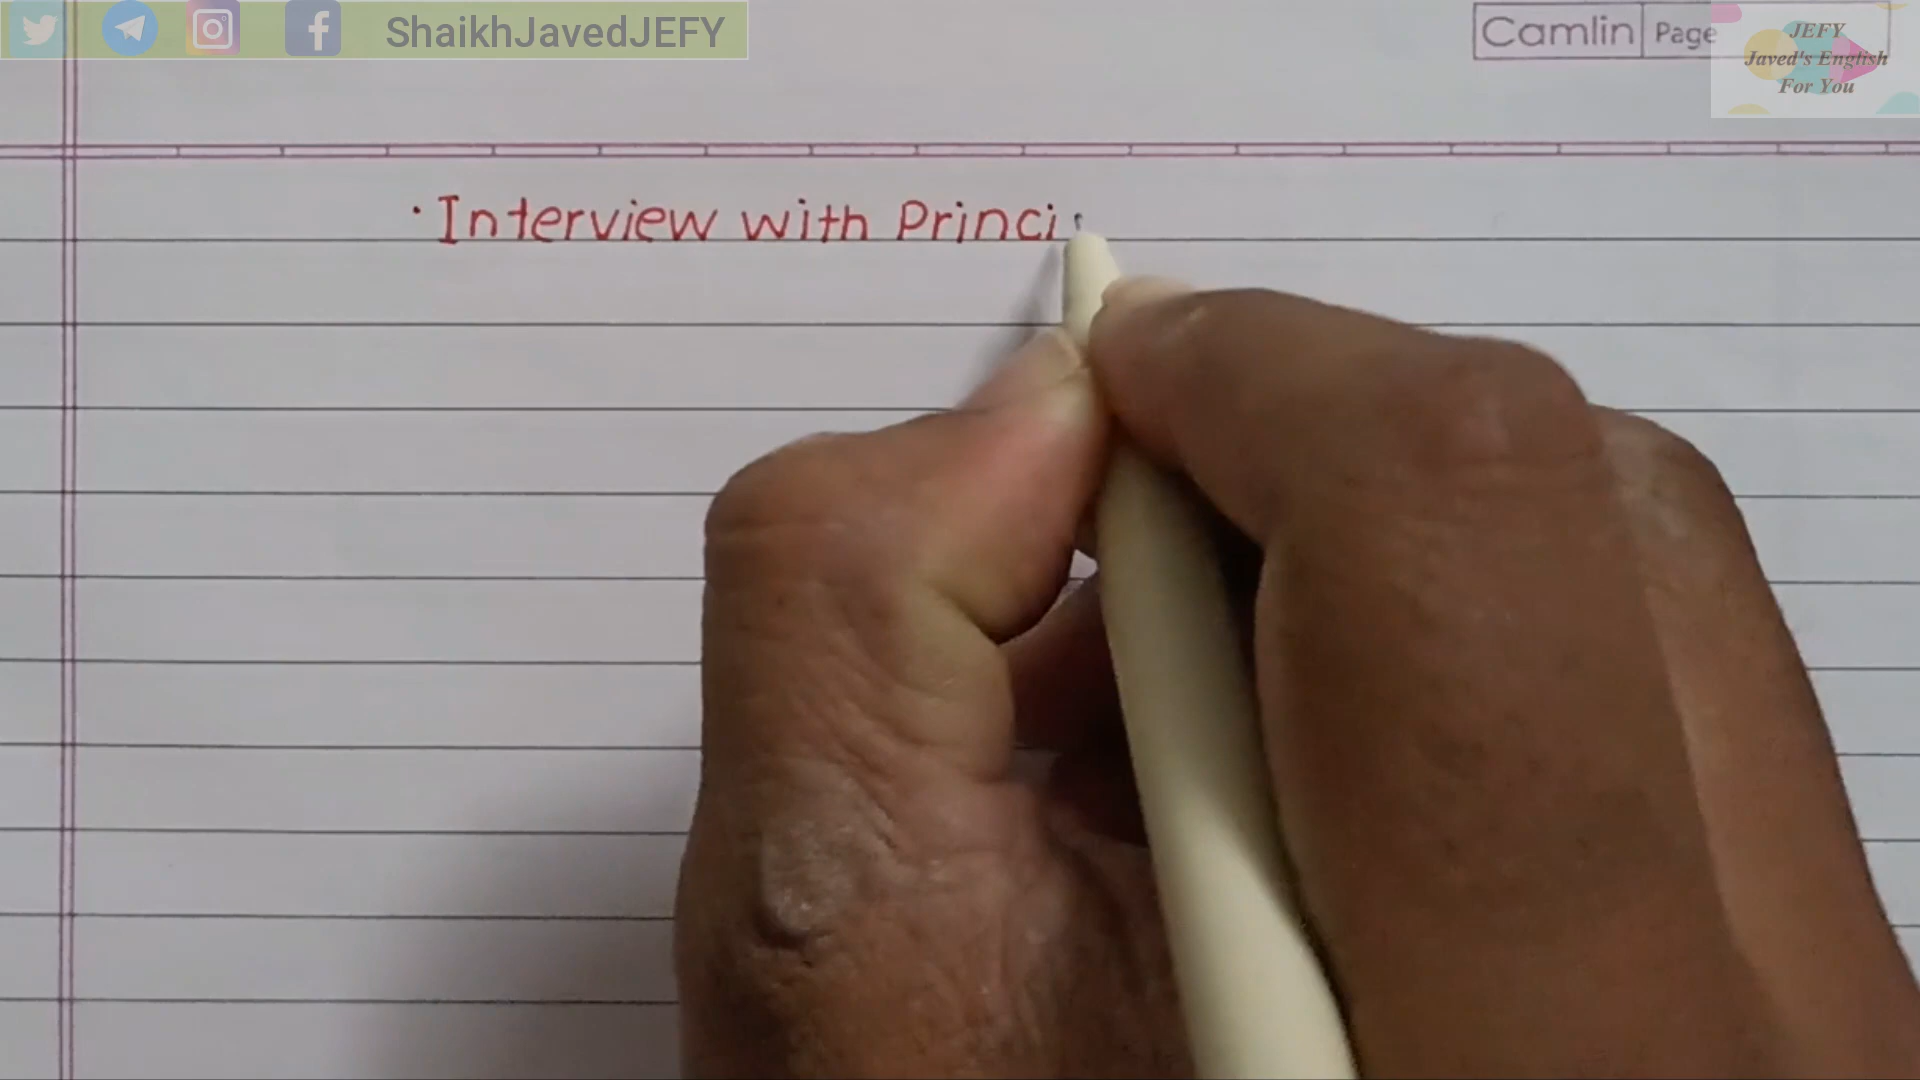 ShaikhJavedJEFY
Camlin Page
JEFY
Javed's English
For You
· Interview with Princi